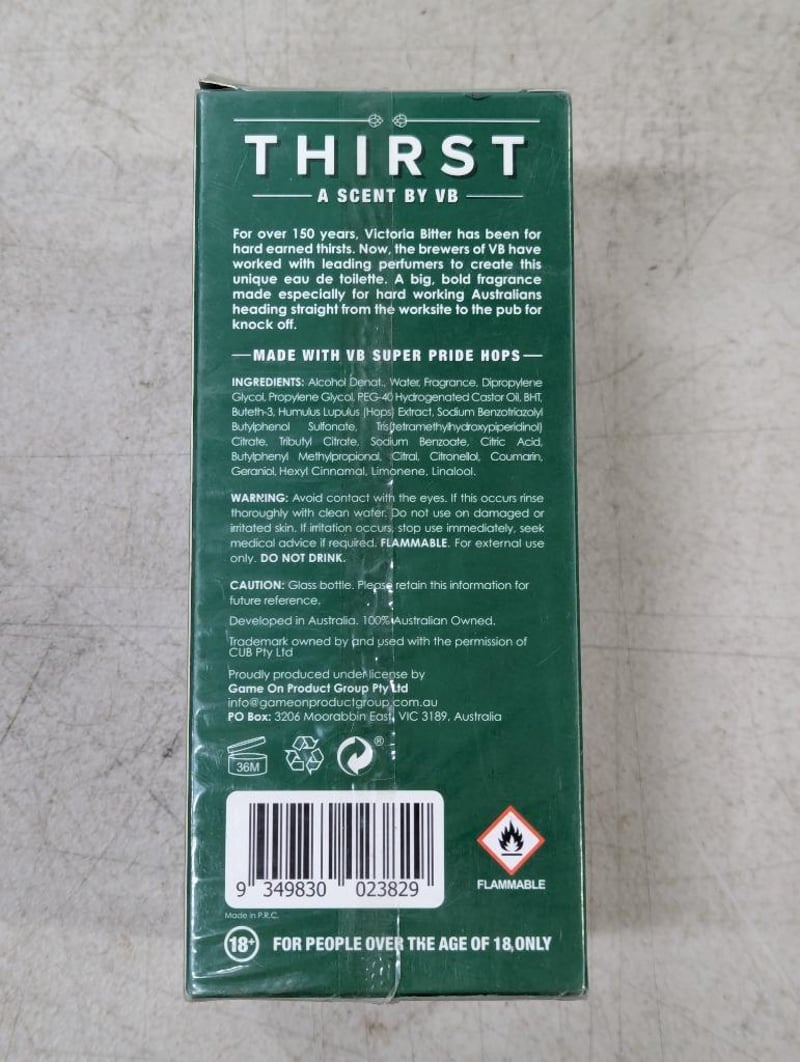 THIRST
A SCENT BY VB
For over 150 years, Victoria Bitter has been for
hard earned thirsts. Now, the brewers of VB have
worked with leading perfumers to create this
unique eau de toilette. A big, bold fragrance
made especially for hard working Australians
heading straight from the worksite to the pub for
knock off.
MADE WITH VB SUPER PRIDE HOPS
INGREDIENTS: Alcohol Denat., Water, Fragrance, Dipropylene
Glycol, Propylene Glycol, PEG-40 Hydrogenated Castor Oil, BHT,
Buteth-3, Humulus Lupulus (Hops) Extract, Sodium Benzotriazolyl
Butylphenol Sulfonate, Tris(tetramethylhydroxypiperidinol)
Citrate, Tributyl Citrate, Sodium Benzoate, Citric Acid,
Butylphenyl Methylpropional, Citral, Citronellol, Coumarin,
Geraniol, Hexyl Cinnamal, Limonene, Linalool.
WARNING: Avoid contact with the eyes. If this occurs rinse
thoroughly with clean water. Do not use on damaged or
irritated skin. If irritation occurs, stop use immediately, seek
medical advice if required. FLAMMABLE. For external use
only. DO NOT DRINK.
CAUTION: Glass bottle. Please retain this information for
future reference.
Developed in Australia. 100% Australian Owned.
Trademark owned by and used with the permission of
CUB Pty Ltd
Proudly produced under license by
Game On Product Group Pty Ltd
info@gameonproductgroup.com.au
PO Box: 3206 Moorabbin East, VIC 3189, Australia
36M
®
9 349830 023829
FLAMMABLE
Made in P.R.C.
18+ FOR PEOPLE OVER THE AGE OF 18 ONLY